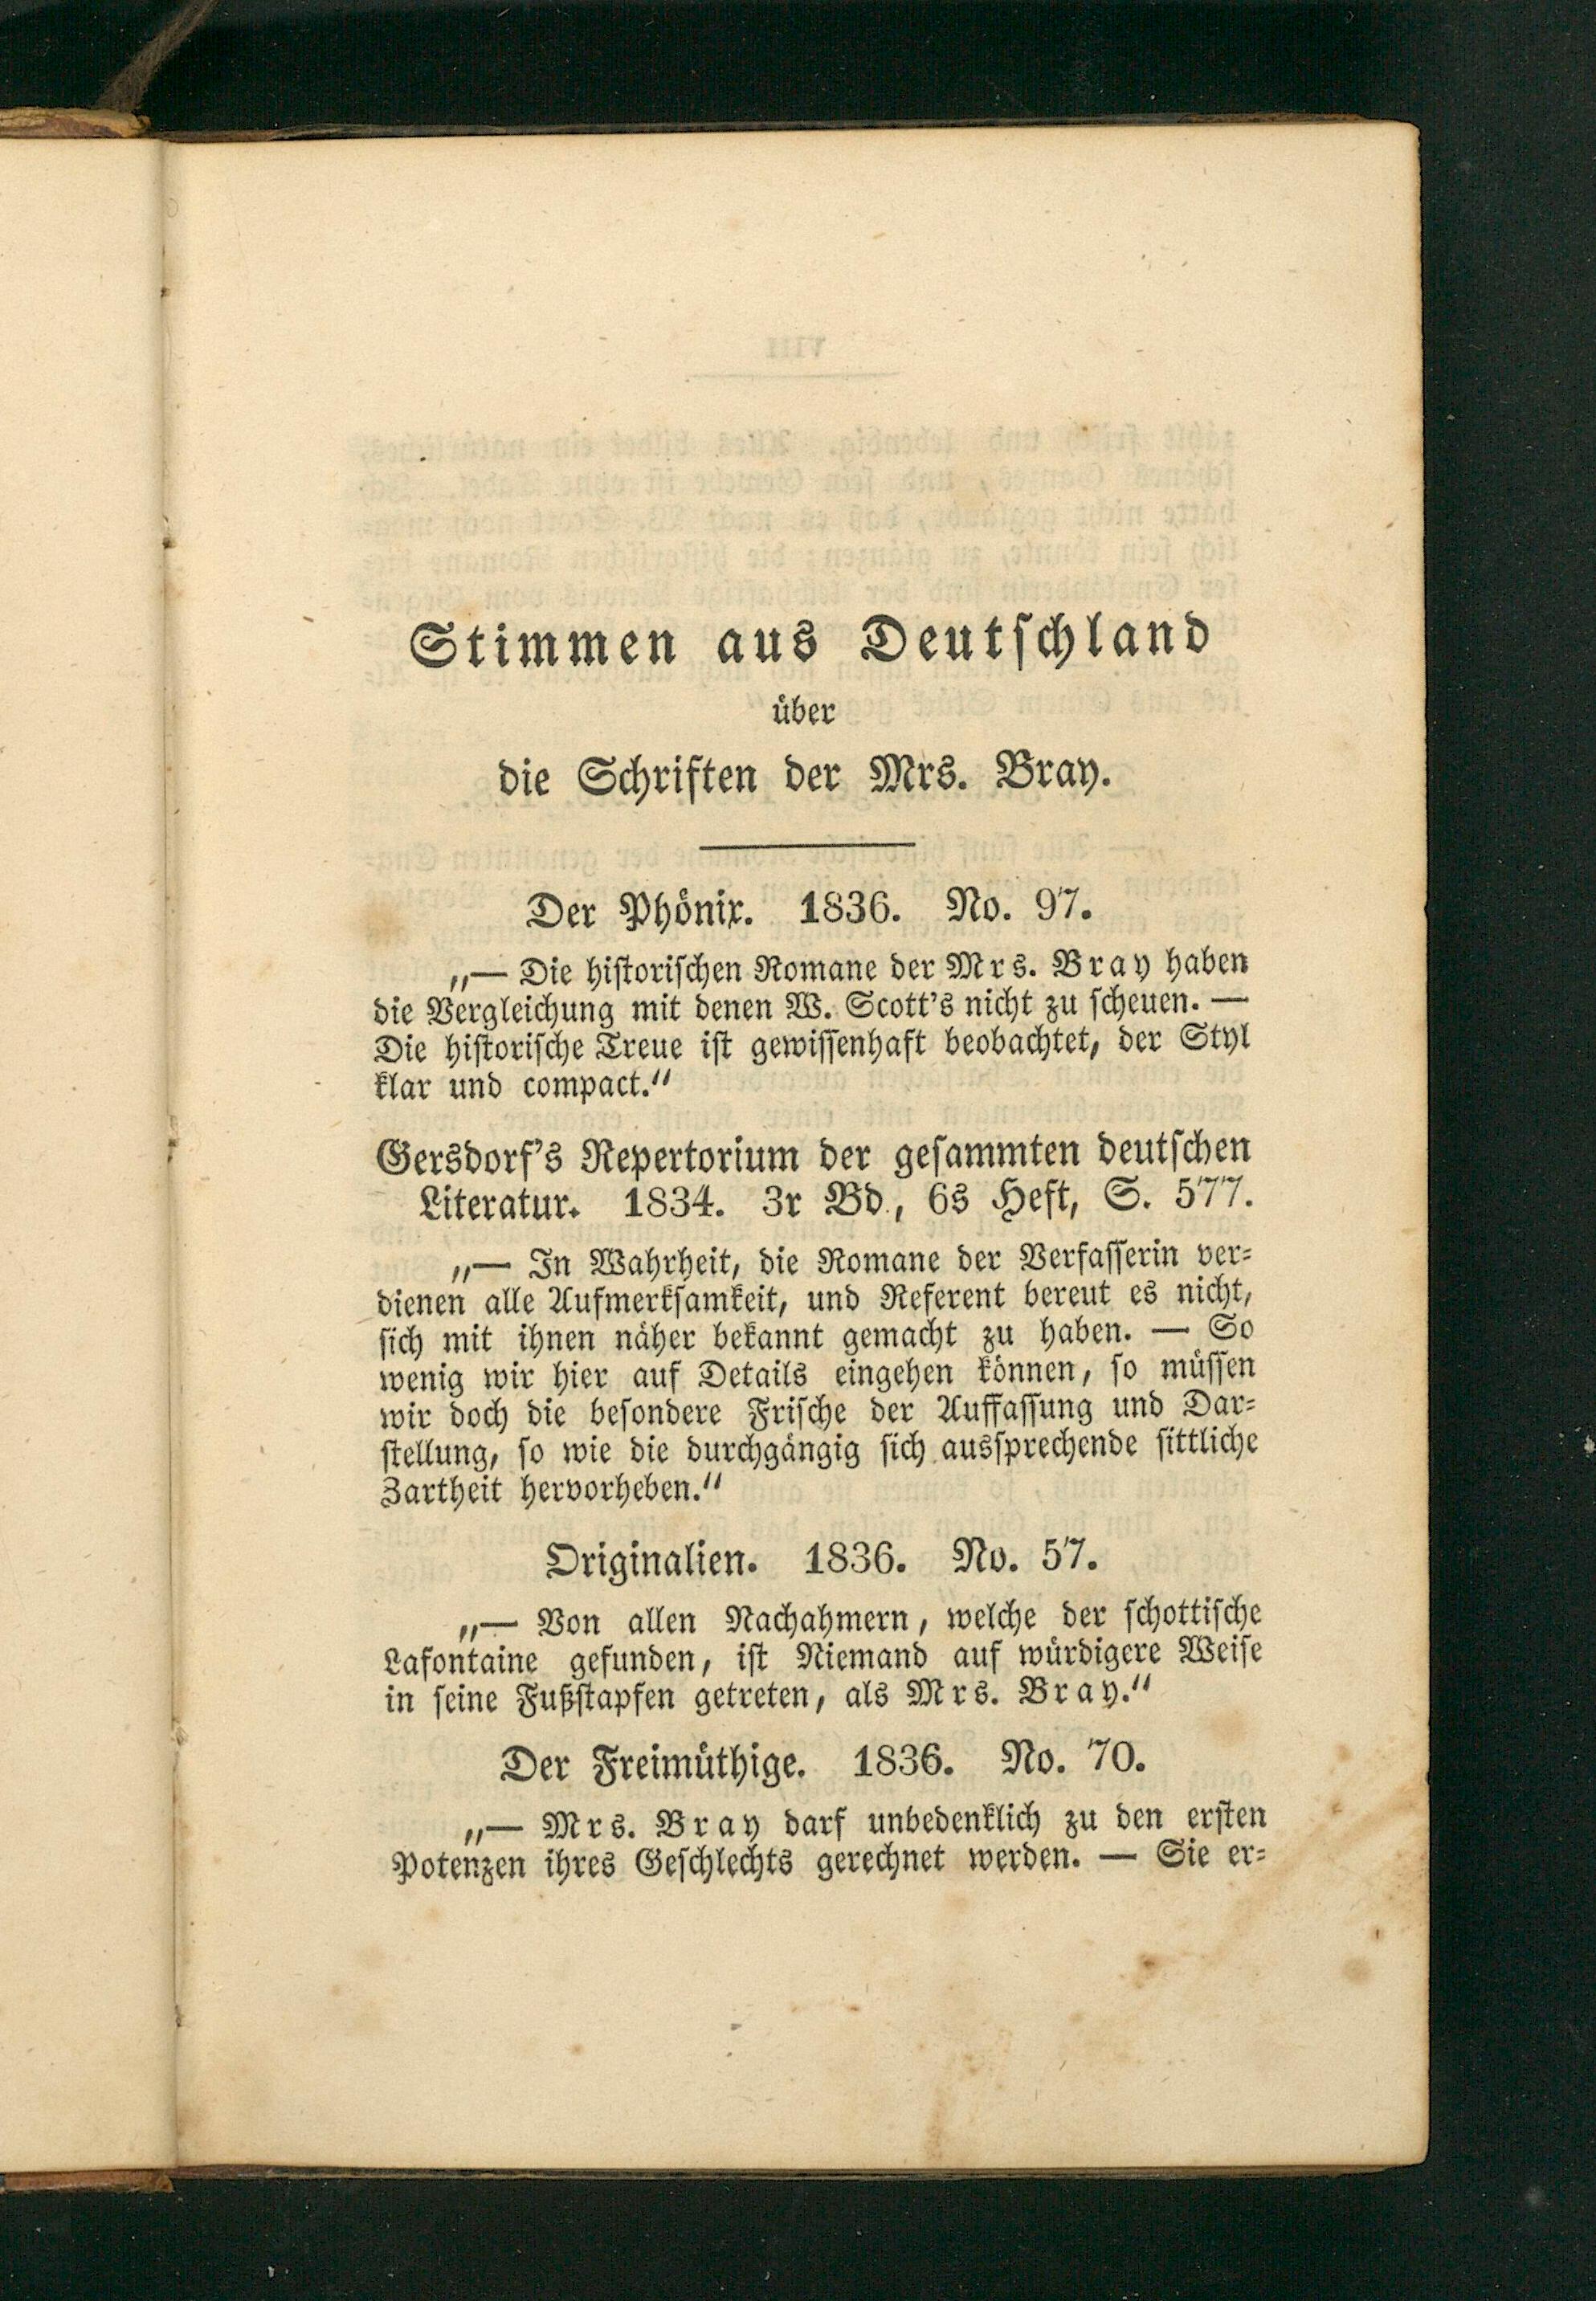 Stimmen aus Deutschland
über
die Schriften der Mrs. Bray.
Der Phönix. 1836. No. 97.
„— Die historischen Romane der Mrs. Bray haben
die Vergleichung mit denen W. Scott's nicht zu scheuen. —
Die historische Treue ist gewissenhaft beobachtet, der Styl
klar und compact.“
Gersdorf's Repertorium der gesammten deutschen
Literatur. 1834. 3r Bd., 6s Heft, S. 577.
„— In Wahrheit, die Romane der Verfasserin ver-
dienen alle Aufmerksamkeit, und Referent bereut es nicht,
sich mit ihnen näher bekannt gemacht zu haben. — So
wenig wir hier auf Details eingehen können, so müssen
wir doch die besondere Frische der Auffassung und Dar-
stellung, so wie die durchgängig sich aussprechende sittliche
Zartheit hervorheben.“
Originalien. 1836. No. 57.
„— Von allen Nachahmern, welche der schottische
Lafontaine gefunden, ist Niemand auf würdigere Weise
in seine Fußstapfen getreten, als Mrs. Bray.“
Der Freimüthige. 1836. No. 70.
„— Mrs. Bray darf unbedenklich zu den ersten
Potenzen ihres Geschlechts gerechnet werden. — Sie er-